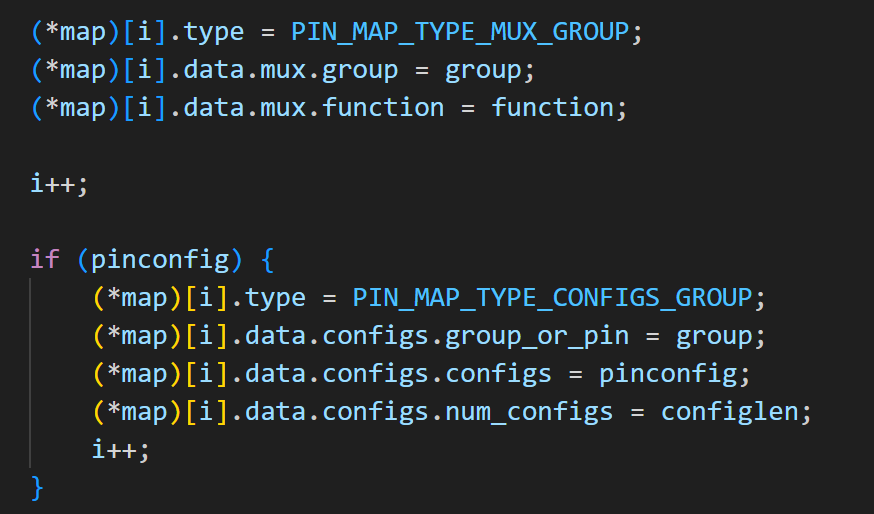 (*map)[i].type = PIN_MAP_TYPE_MUX_GROUP;
(*map)[i].data.mux.group = group;
(*map)[i].data.mux.function = function;
i++;
if (pinconfig) {
(*map)[i].type = PIN_MAP_TYPE_CONFIGS_GROUP;
(*map)[i].data.configs.group_or_pin = group;
(*map)[i].data.configs.configs = pinconfig;
(*map)[i].data.configs.num_configs = configlen;
i++;
}